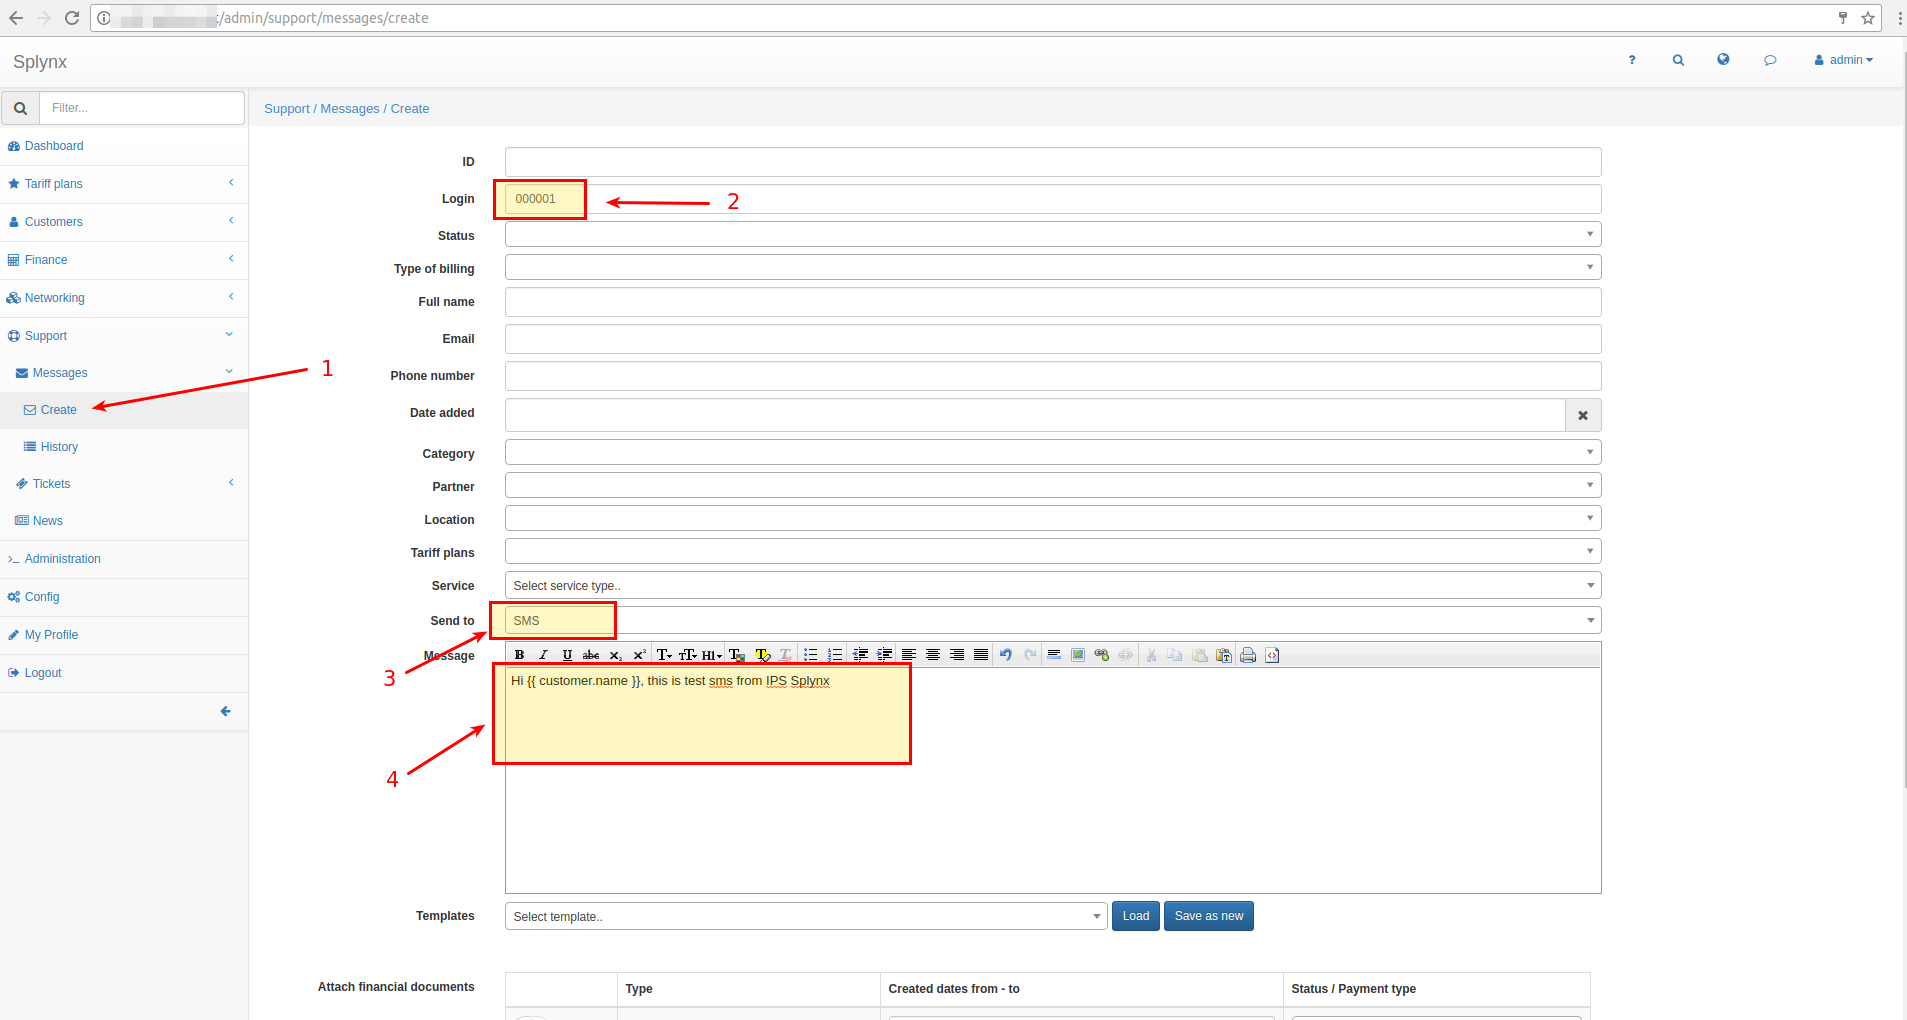 /admin/support/messages/create
Splynx
? admin
Filter...
Support / Messages / Create
Dashboard
Tariff plans
Customers
Finance
Networking
Support
Messages
Create
History
Tickets
News
Administration
Config
My Profile
Logout
1
ID
Login 000001
2
Status
Type of billing
Full name
Email
Phone number
Date added
Category
Partner
Location
Tariff plans
Service Select service type..
Send to SMS
3
Message
Hi {{ customer.name }}, this is test sms from IPS Splynx
4
Templates Select template.. Load Save as new
Attach financial documents Type Created dates from - to Status / Payment type